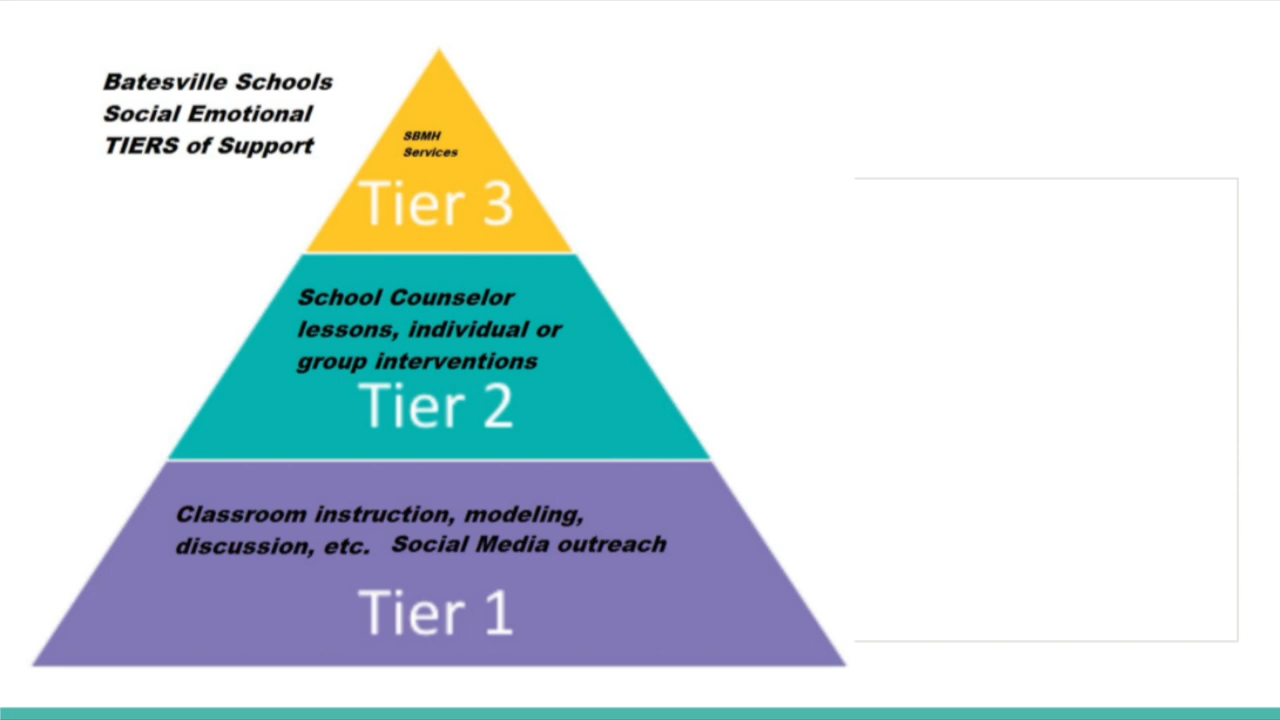 Batesville Schools
Social Emotional
TIERS of Support
SBMH
Services
Tier 3
School Counselor
lessons, individual or
group interventions
Tier 2
Classroom instruction, modeling,
discussion, etc. Social Media outreach
Tier 1